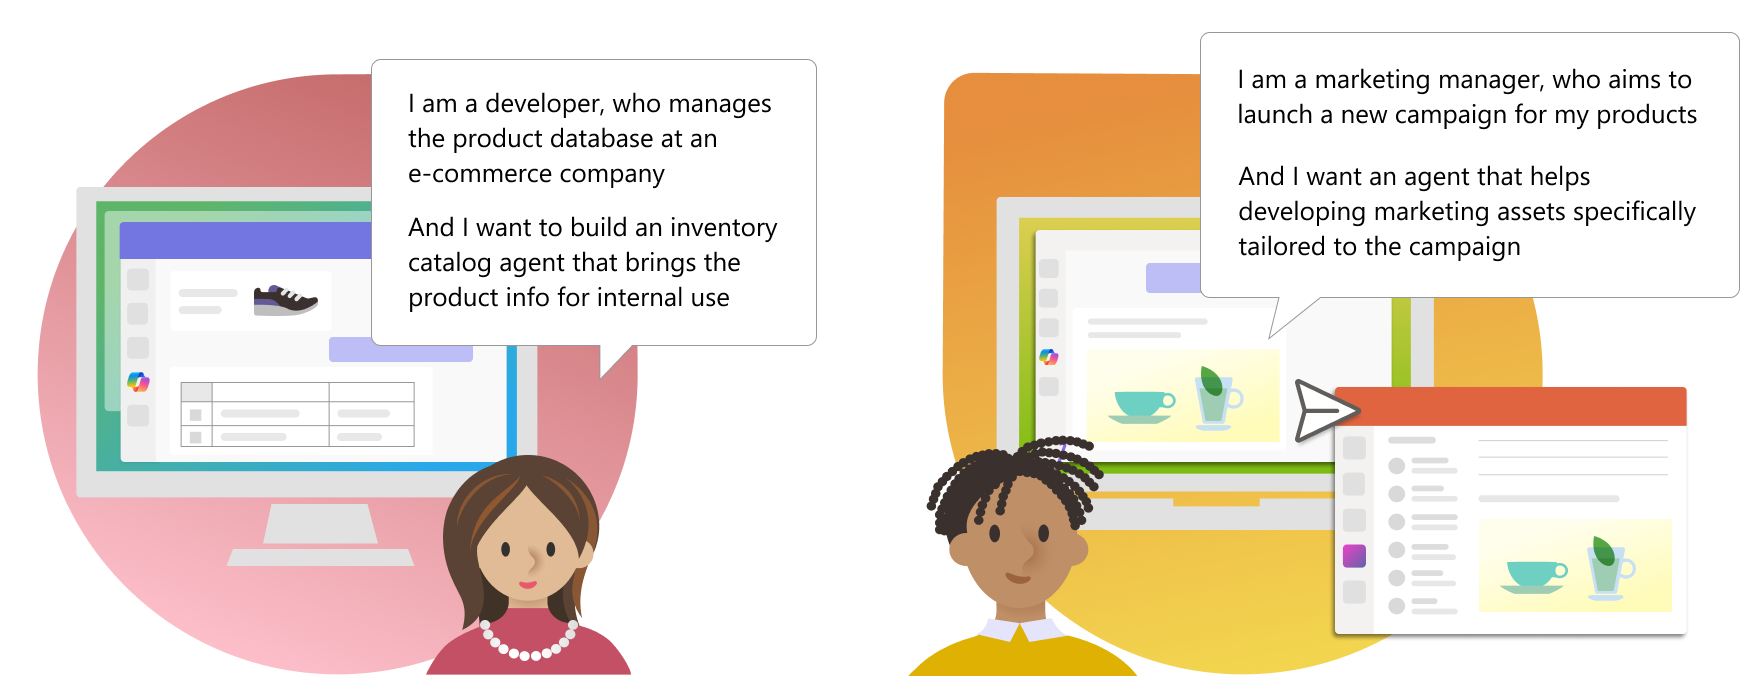 I am a developer, who manages
the product database at an
e-commerce company
And I want to build an inventory
catalog agent that brings the
product info for internal use
I am a marketing manager, who aims to
launch a new campaign for my products
And I want an agent that helps
developing marketing assets specifically
tailored to the campaign